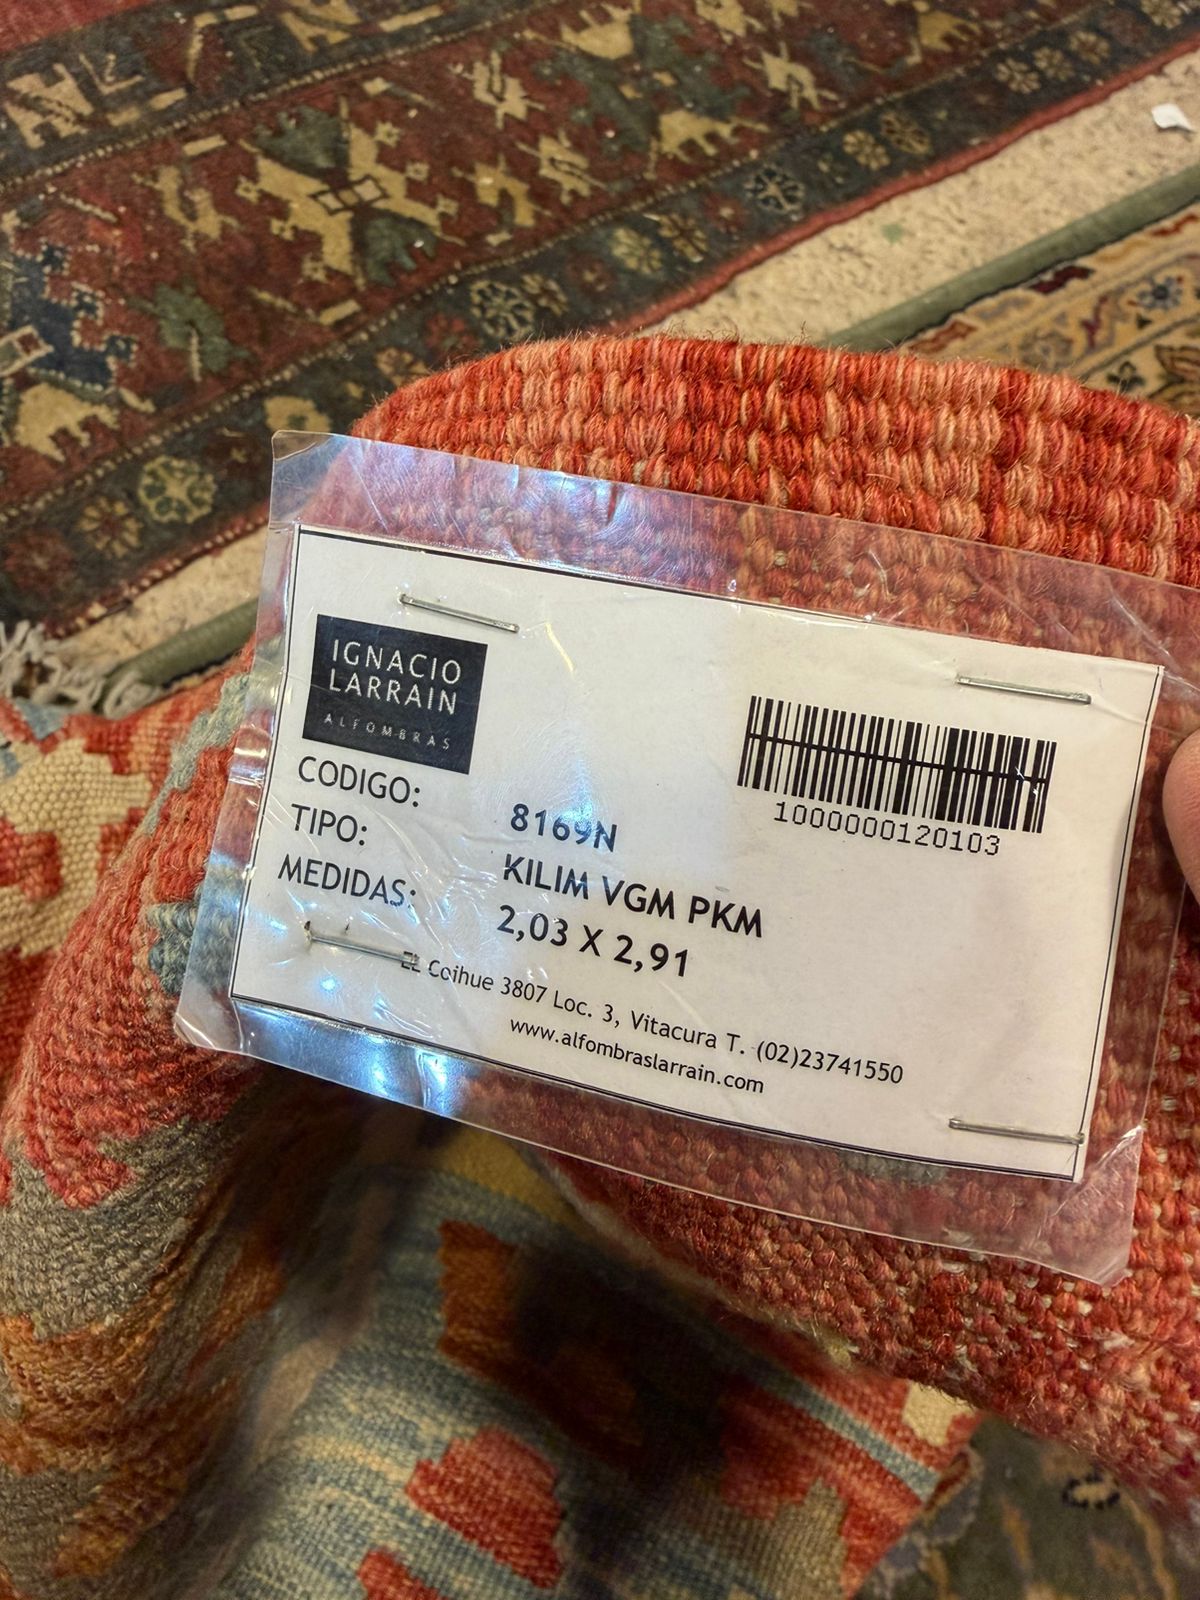 IGNACIO
LARRAIN
ALFOMBRAS
1000000120103
CODIGO: 8169N
TIPO: KILIM VGM PKM
MEDIDAS: 2,03 X 2,91
EL Coihue 3807 Loc. 3, Vitacura T. (02)23741550
www.alfombraslarrain.com